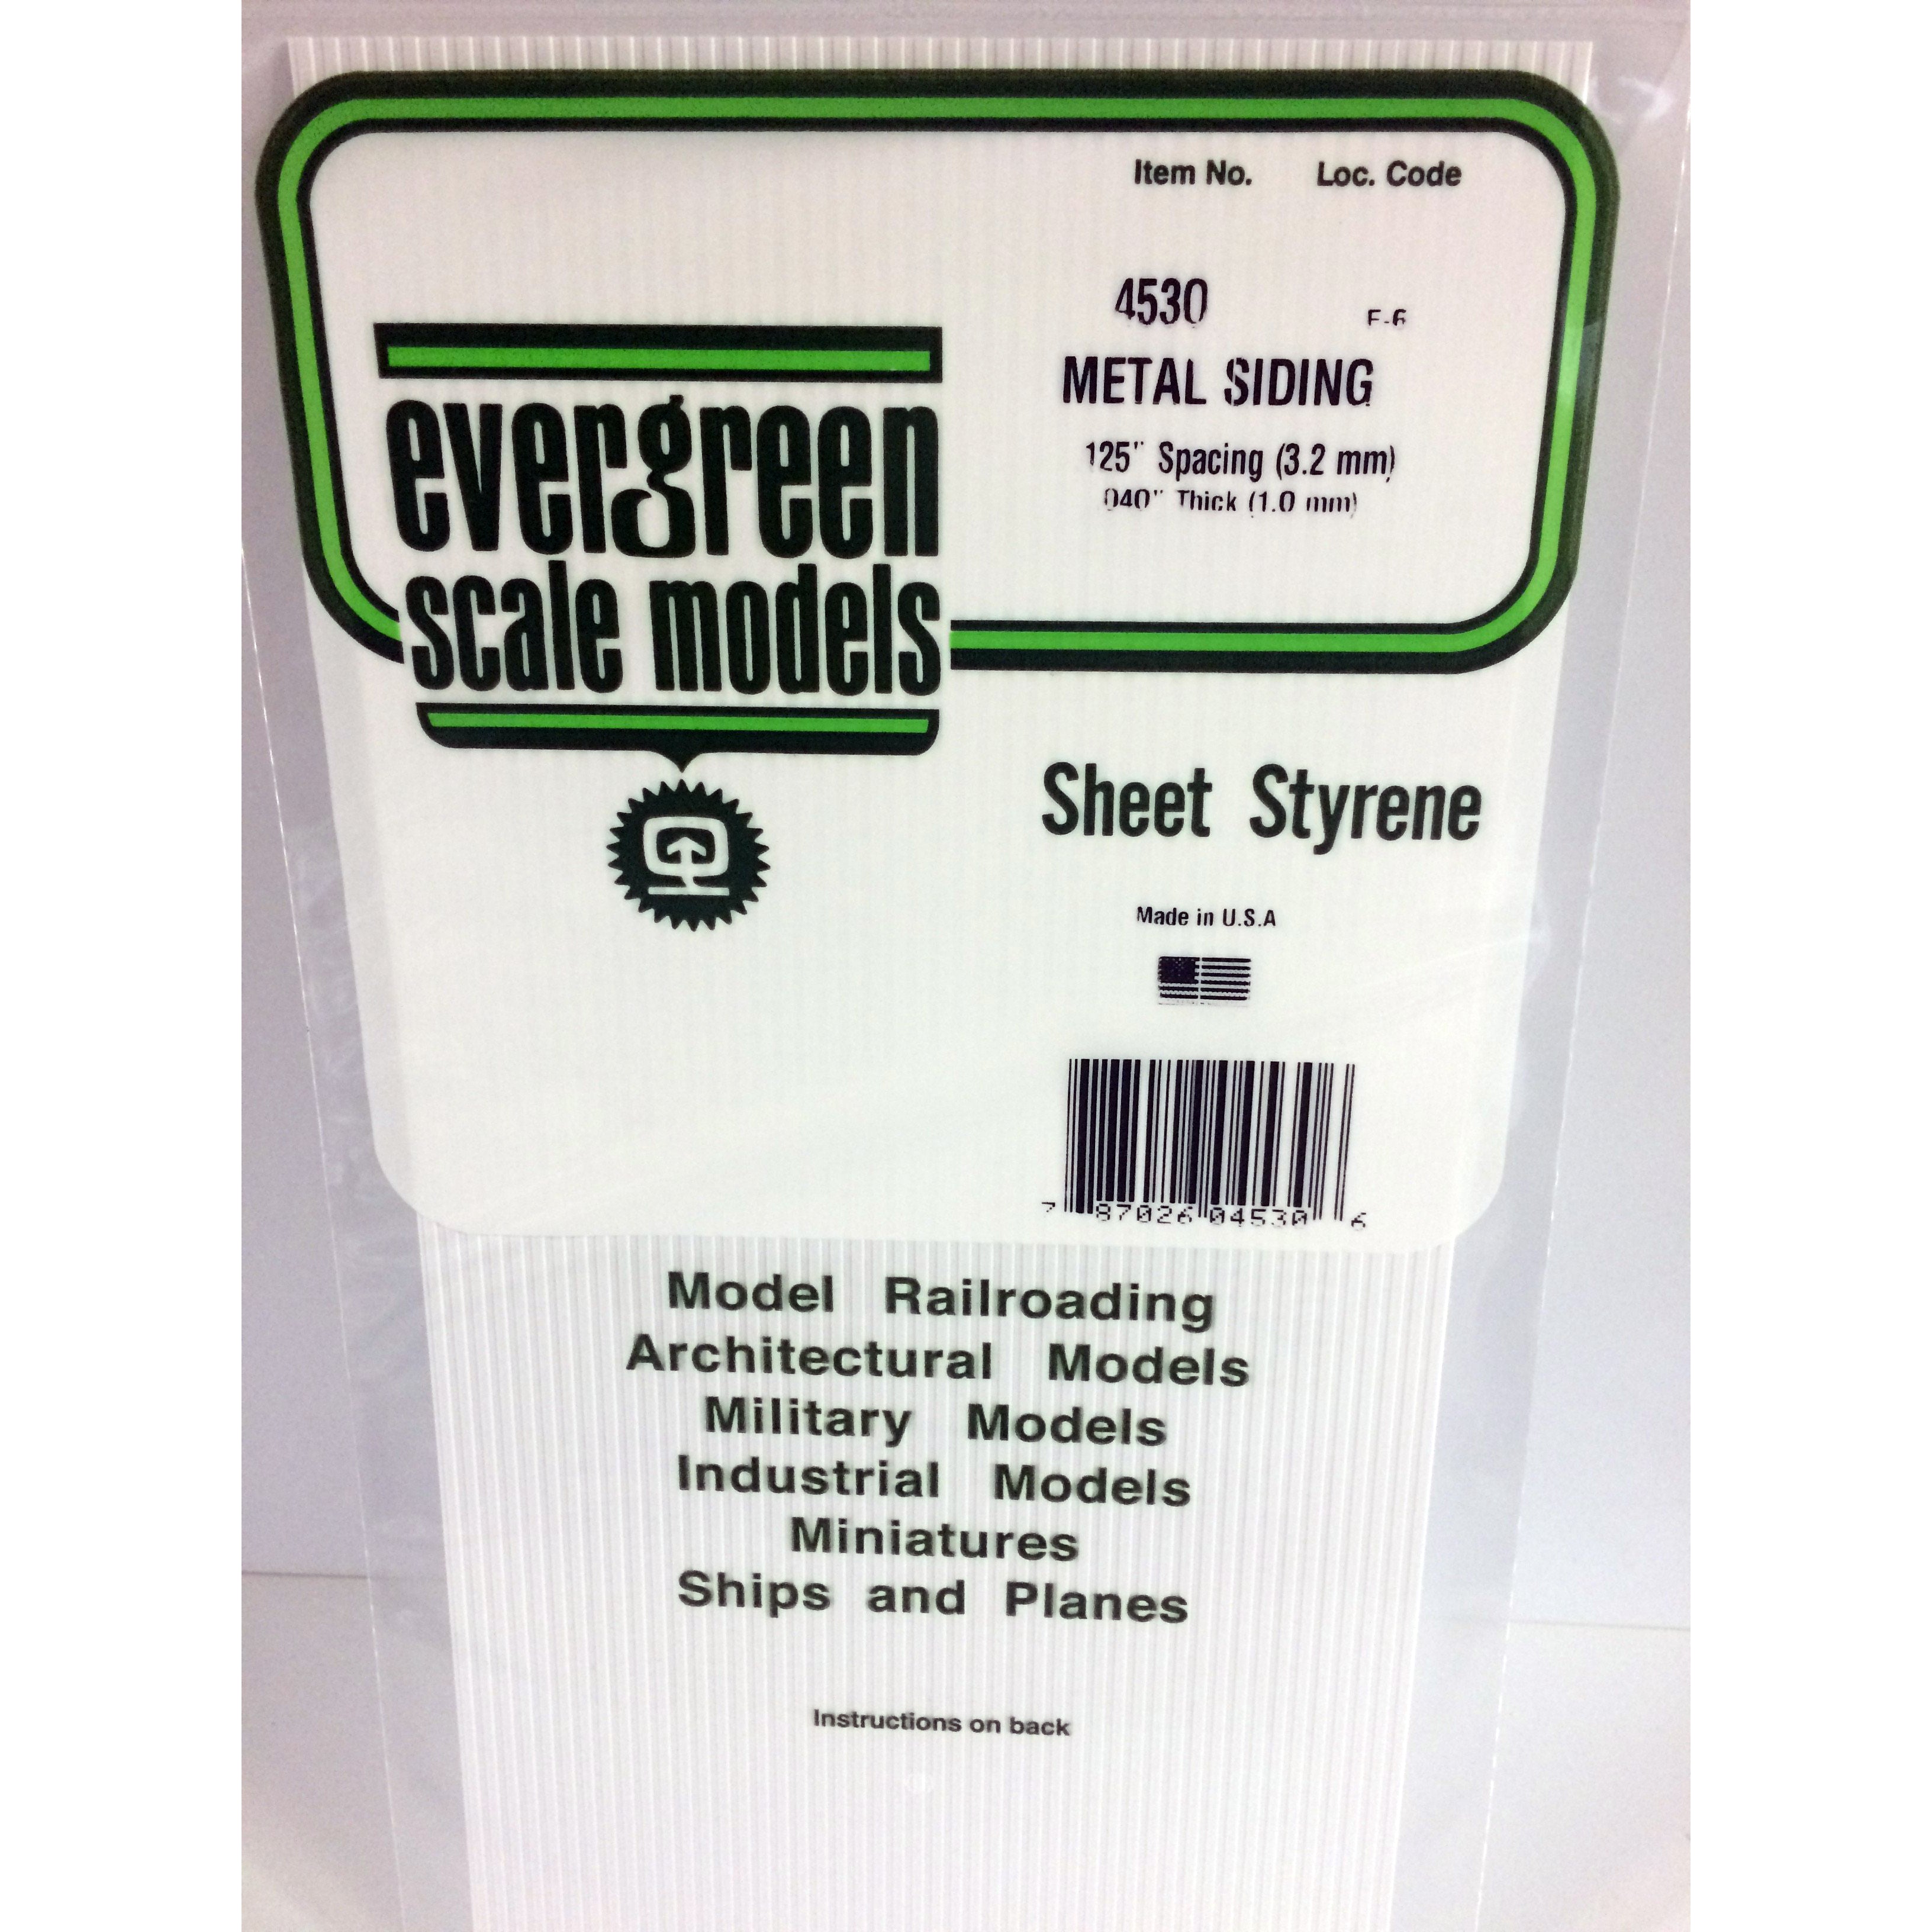 Item No. Loc. Code
4530 F-6
METAL SIDING
125" Spacing (3.2 mm)
040" Thick (1.0 mm)
evergreen
scale models
Sheet Styrene
Made in U.S.A
7 87026 04530 6
Model Railroading
Architectural Models
Military Models
Industrial Models
Miniatures
Ships and Planes
Instructions on back